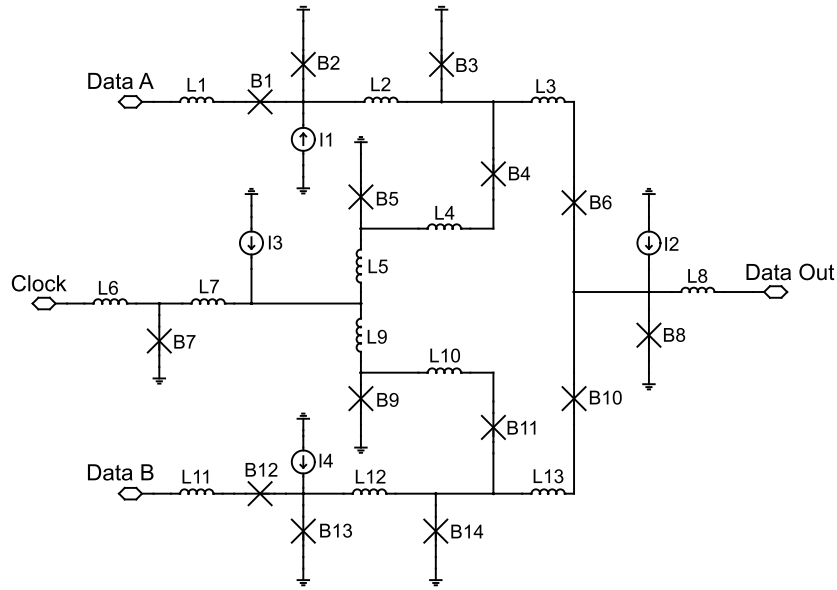 Data A
L1
B1
B2
L2
B3
L3
I1
B4
B5
B6
L4
I3
I2
L5
Clock
L6
L7
L8
Data Out
L9
B7
B8
L10
B9
B10
B11
Data B
L11
B12
I4
L12
L13
B13
B14